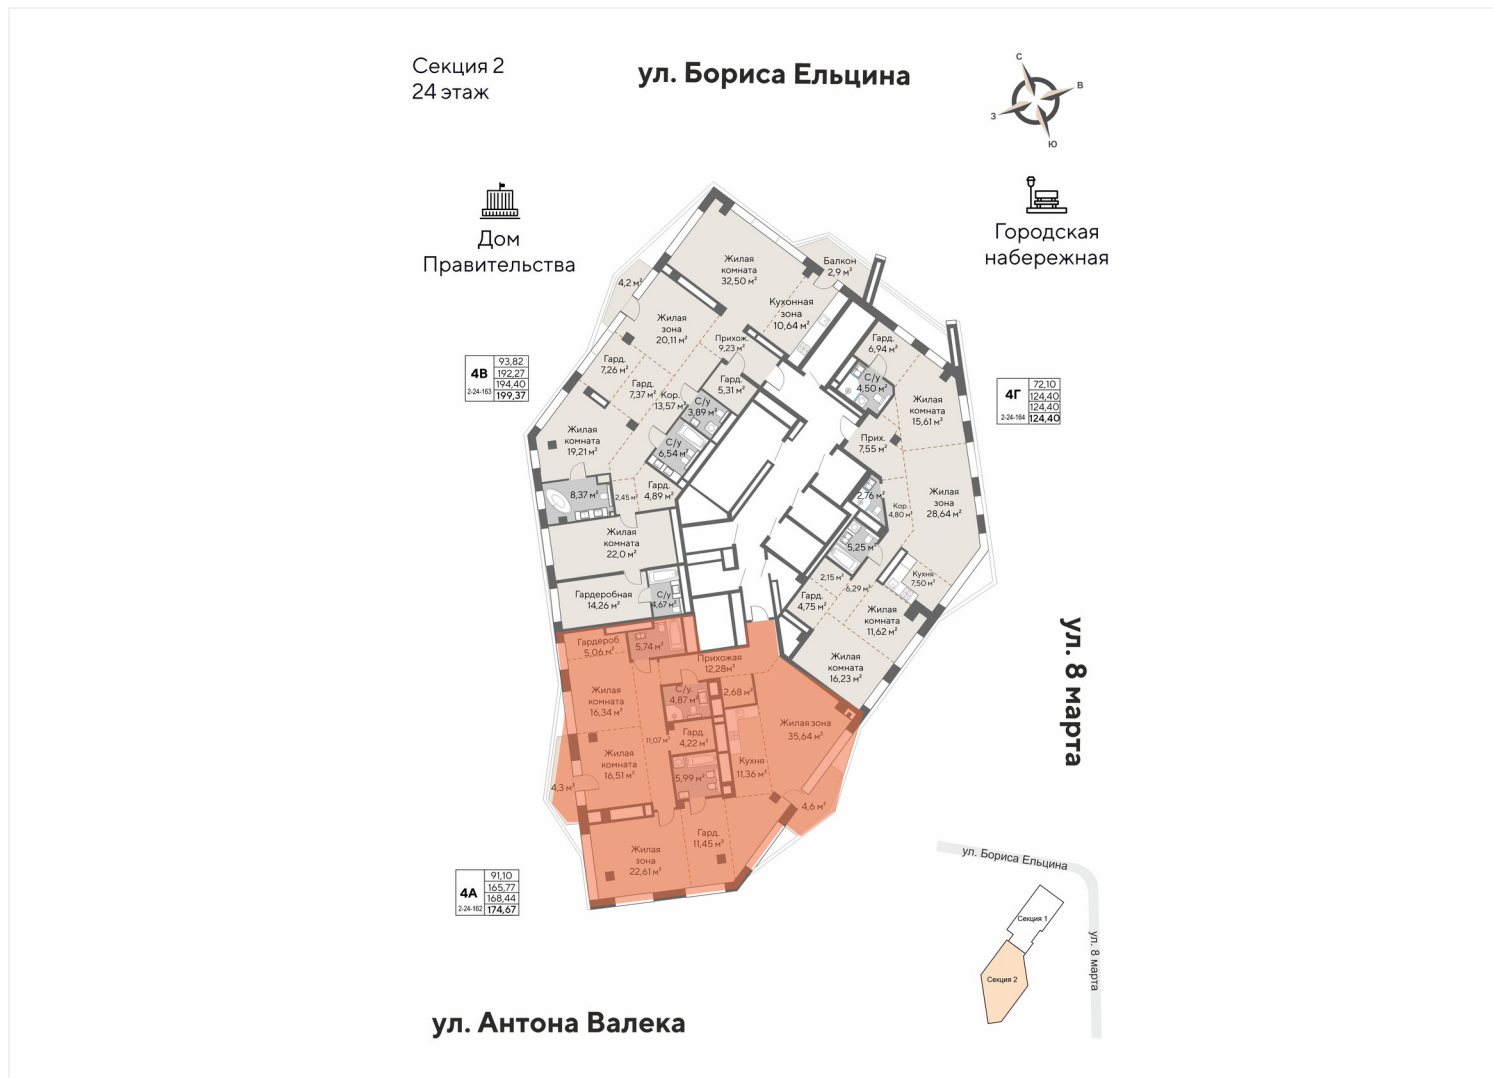 Секция 2
24 этаж
ул. Бориса Ельцина
С
В
З
Ю
Дом
Правительства
Городская
набережная
Жилая
комната
32,50 м²
Балкон
2,9 м²
4,2 м²
Кухонная
зона
10,64 м²
Жилая
зона
20,11 м²
Прихож.
9,23 м²
Гард.
6,94 м²
4В
2-24-163
93,82
192,27
194,40
199,37
Гард.
7,26 м²
Гард.
7,37 м²
Кор.
13,57 м²
Гард.
5,31 м²
С/у
3,89 м²
С/у
4,50 м²
Жилая
комната
15,61 м²
4Г
2-24-164
72,10
124,40
124,40
124,40
Жилая
комната
19,21 м²
С/у
6,54 м²
Прих.
7,55 м²
8,37 м²
2,45 м²
Гард.
4,89 м²
2,76 м²
Кор.
4,80 м²
Жилая
зона
28,64 м²
Жилая
комната
22,0 м²
5,25 м²
Гардеробная
14,26 м²
С/у
4,67 м²
2,15 м²
6,29 м²
Кухня
7,50 м²
Гард.
4,75 м²
Жилая
комната
11,62 м²
Жилая
комната
16,23 м²
ул. 8 марта
Гардероб
5,06 м²
5,74 м²
Прихожая
12,28м²
Жилая
комната
16,34 м²
С/у.
4,87 м²
2,68 м²
Жилая зона
35,64 м²
11,07 м²
Гард.
4,22 м²
Жилая
комната
16,51 м²
5,99 м²
Кухня
11,36 м²
4,3 м²
4,6 м²
Гард.
11,45 м²
Жилая
зона
22,61 м²
4А
2-24-162
91,10
165,77
168,44
174,67
ул. Бориса Ельцина
ул. 8 марта
Секция 1
Секция 2
ул. Антона Валека